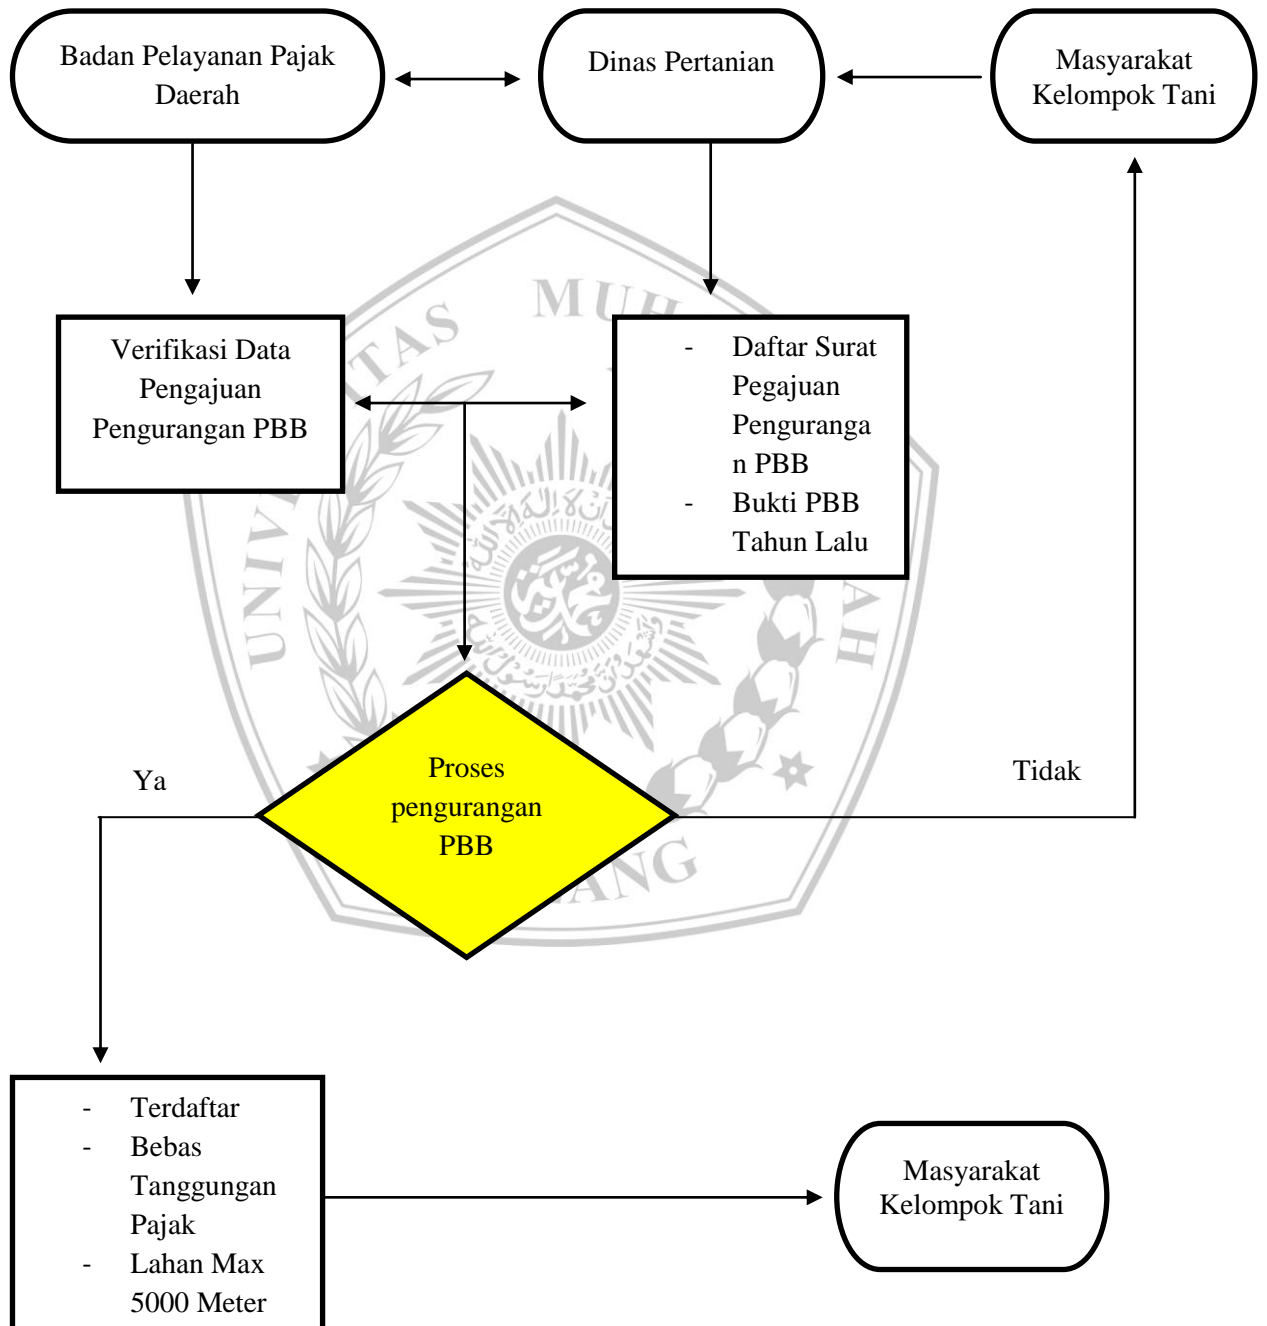 Badan Pelayanan Pajak
Daerah
Dinas Pertanian
Masyarakat
Kelompok Tani
Verifikasi Data
Pengajuan
Pengurangan PBB
- Daftar Surat
Pegajuan
Penguranga
n PBB
- Bukti PBB
Tahun Lalu
Ya
Proses
pengurangan
PBB
Tidak
- Terdaftar
- Bebas
Tanggungan
Pajak
- Lahan Max
5000 Meter
Masyarakat
Kelompok Tani